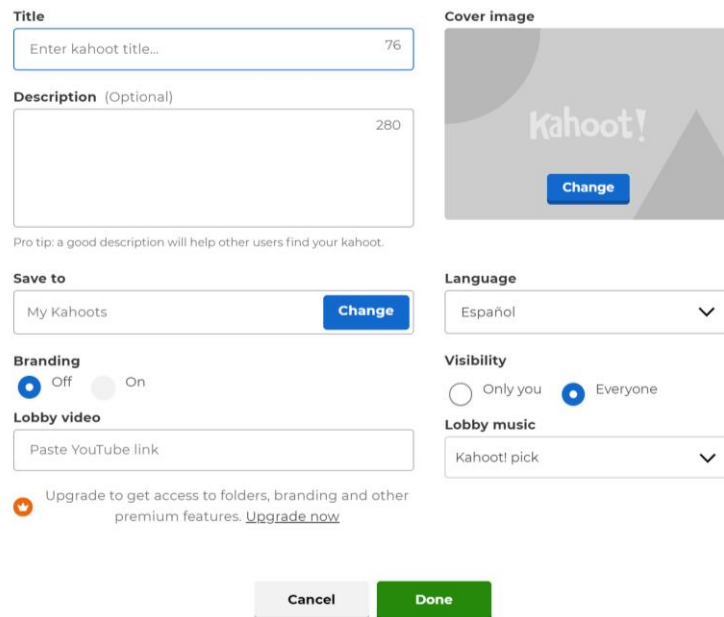 Title
Enter kahoot title...
76
Description (Optional)
280
Pro tip: a good description will help other users find your kahoot.
Save to
My Kahoots
Change
Branding
Off
On
Lobby video
Paste YouTube link
Upgrade to get access to folders, branding and other
premium features. Upgrade now
Cover image
Kahoot!
Change
Language
Español
Visibility
Only you
Everyone
Lobby music
Kahoot! pick
Cancel
Done